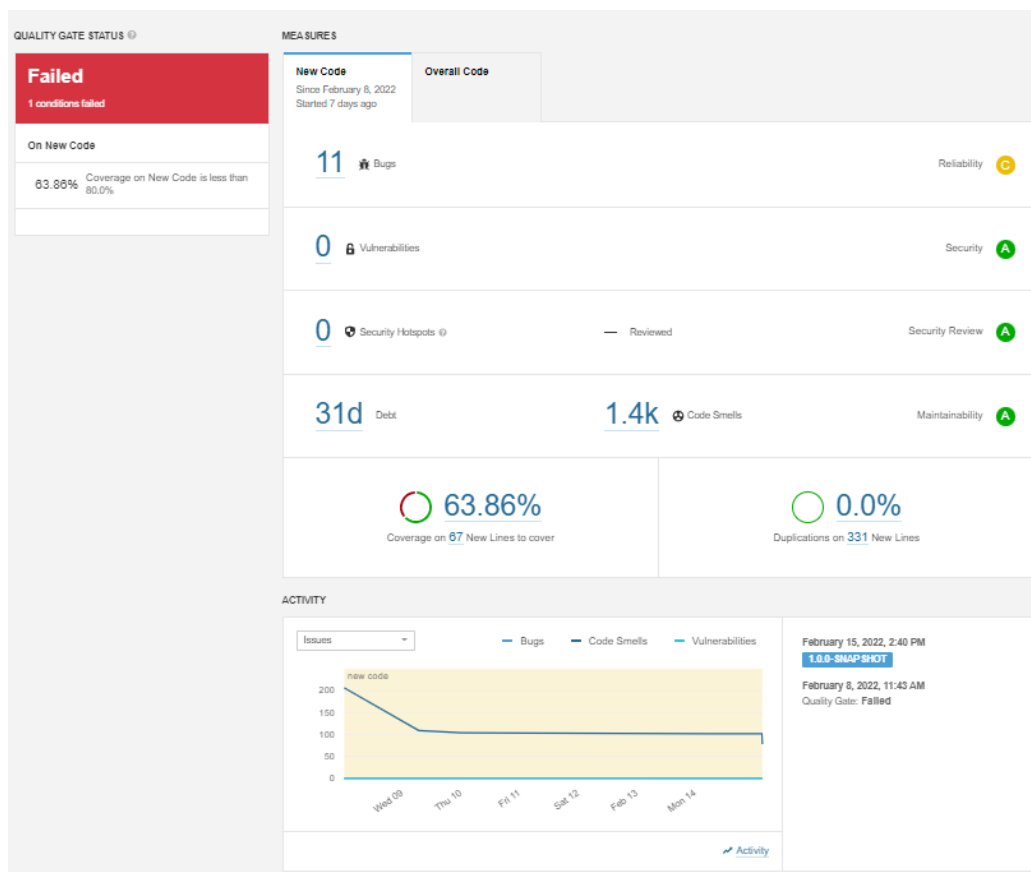 QUALITY GATE STATUS
Failed
1 conditions failed
On New Code
63.86% Coverage on New Code is less than
80.0%
MEASURES
New Code
Since February 8, 2022
Started 7 days ago
Overall Code
11 Bugs
Reliability C
0 Vulnerabilities
Security A
0 Security Hotspots
— Reviewed
Security Review A
31d Debt
1.4k Code Smells
Maintainability A
63.86%
Coverage on 67 New Lines to cover
0.0%
Duplications on 331 New Lines
ACTIVITY
Issues
Bugs Code Smells Vulnerabilities
new code
200
150
100
50
0
Wed 09 Thu 10 Fri 11 Sat 12 Feb 13 Mon 14
Activity
February 15, 2022, 2:40 PM
1.0.0-SNAPSHOT
February 8, 2022, 11:43 AM
Quality Gate: Failed